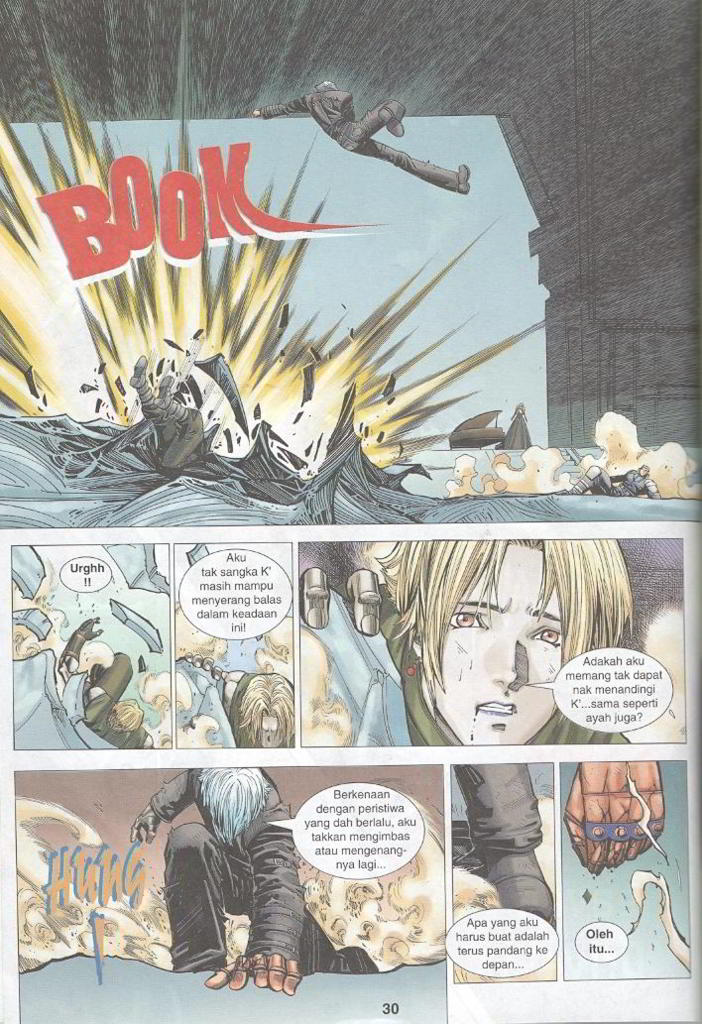 BOOM
Urghh
!!
Aku
tak sangka K'
masih mampu
menyerang balas
dalam keadaan
ini!
Adakah aku
memang tak dapat
nak menandingi
K'...sama seperti
ayah juga?
Berkenaan
dengan peristiwa
yang dah berlalu, aku
takkan mengimbas
atau mengenang-
nya lagi...
Apa yang aku
harus buat adalah
terus pandang ke
depan...
Oleh
itu...
30